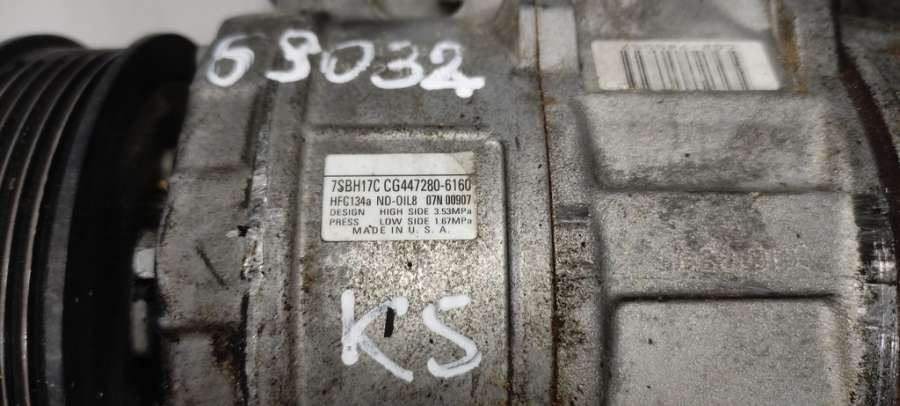 69032
7SBH17C CG447280-6160
HFC134a ND-OIL8 07N 00907
DESIGN HIGH SIDE 3.53MPa
PRESS LOW SIDE 1.67MPa
MADE IN U. S. A.
KS